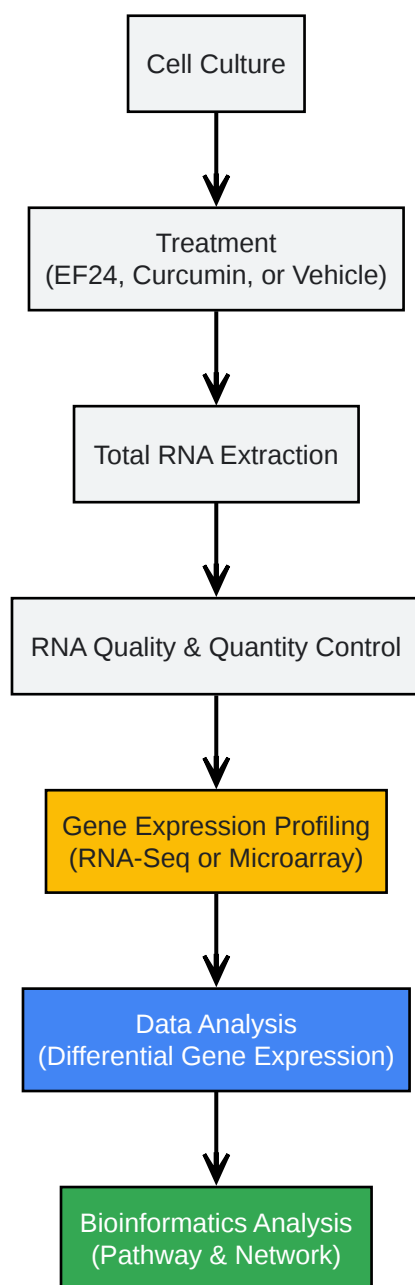 Cell Culture
Treatment
(EF24, Curcumin, or Vehicle)
Total RNA Extraction
RNA Quality & Quantity Control
Gene Expression Profiling
(RNA-Seq or Microarray)
Data Analysis
(Differential Gene Expression)
Bioinformatics Analysis
(Pathway & Network)